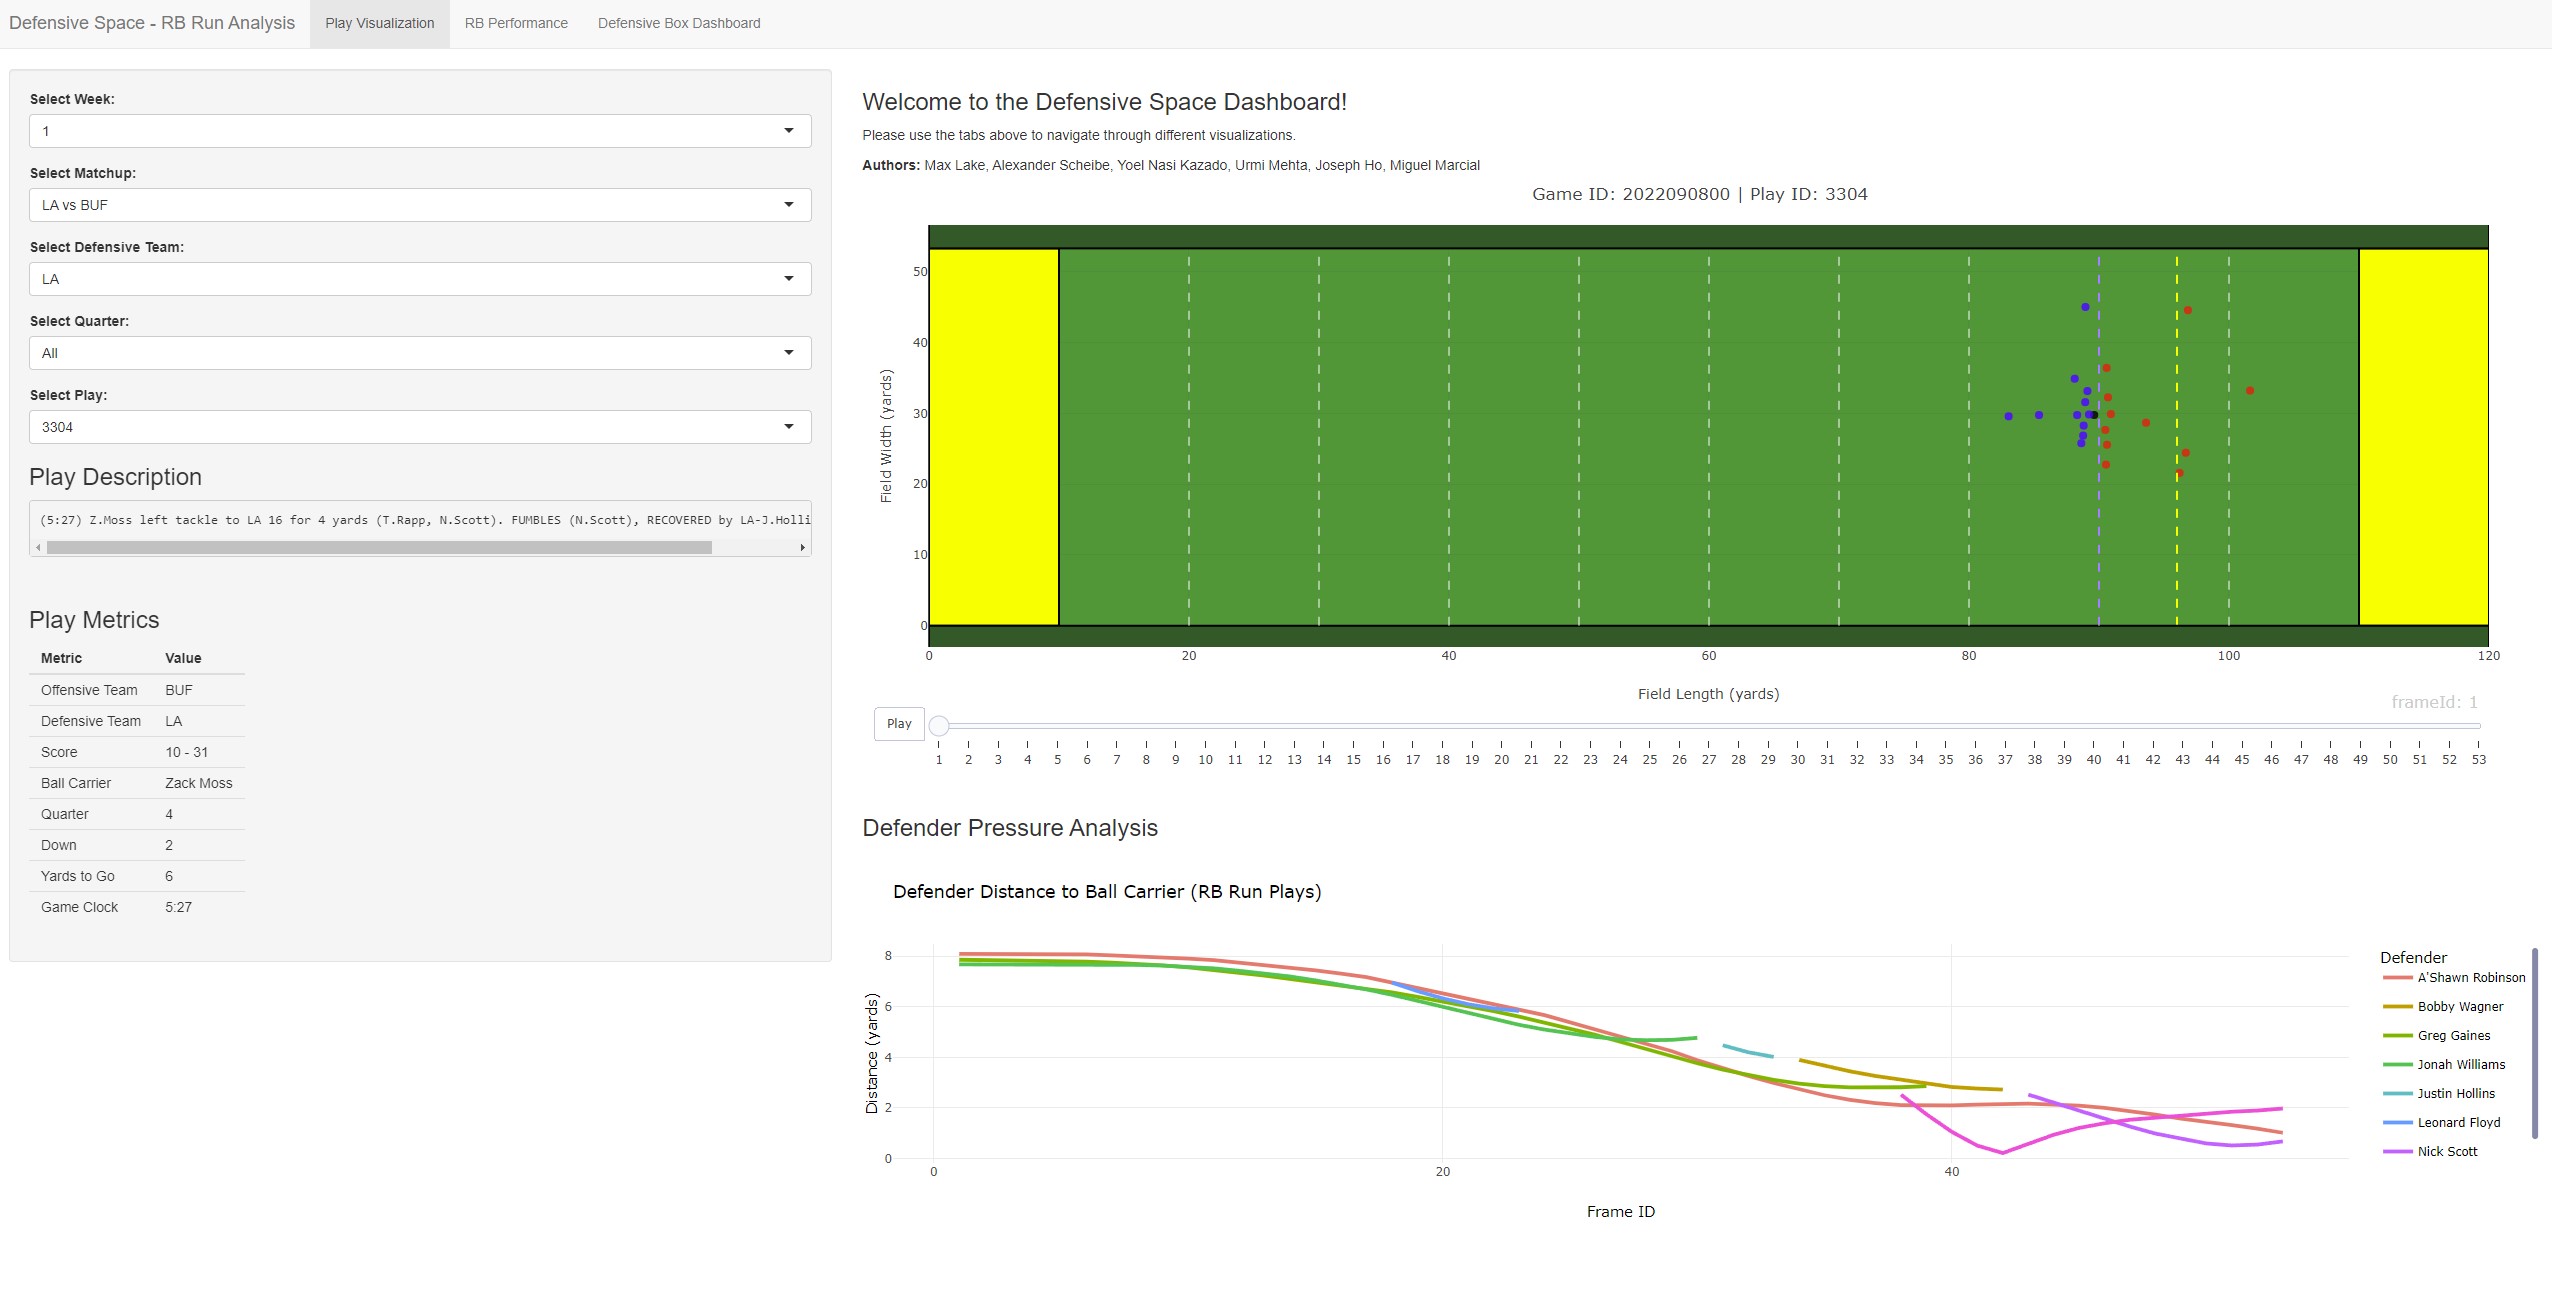 Defensive Space - RB Run Analysis Play Visualization RB Performance Defensive Box Dashboard
Select Week:
1
Select Matchup:
LA vs BUF
Select Defensive Team:
LA
Select Quarter:
All
Select Play:
3304
Play Description
(5:27) Z.Moss left tackle to LA 16 for 4 yards (T.Rapp, N.Scott). FUMBLES (N.Scott), RECOVERED by LA-J.Holli
Play Metrics
Metric Value
Offensive Team BUF
Defensive Team LA
Score 10 - 31
Ball Carrier Zack Moss
Quarter 4
Down 2
Yards to Go 6
Game Clock 5:27
Welcome to the Defensive Space Dashboard!
Please use the tabs above to navigate through different visualizations.
Authors: Max Lake, Alexander Scheibe, Yoel Nasi Kazado, Urmi Mehta, Joseph Ho, Miguel Marcial
Game ID: 2022090800 | Play ID: 3304
Field Width (yards)
50
40
30
20
10
0
0 20 40 60 80 100 120
Field Length (yards)
frameId: 1
Play
1 2 3 4 5 6 7 8 9 10 11 12 13 14 15 16 17 18 19 20 21 22 23 24 25 26 27 28 29 30 31 32 33 34 35 36 37 38 39 40 41 42 43 44 45 46 47 48 49 50 51 52 53
Defender Pressure Analysis
Defender Distance to Ball Carrier (RB Run Plays)
Distance (yards)
8
6
4
2
0
0 20 40
Frame ID
Defender
A'Shawn Robinson
Bobby Wagner
Greg Gaines
Jonah Williams
Justin Hollins
Leonard Floyd
Nick Scott